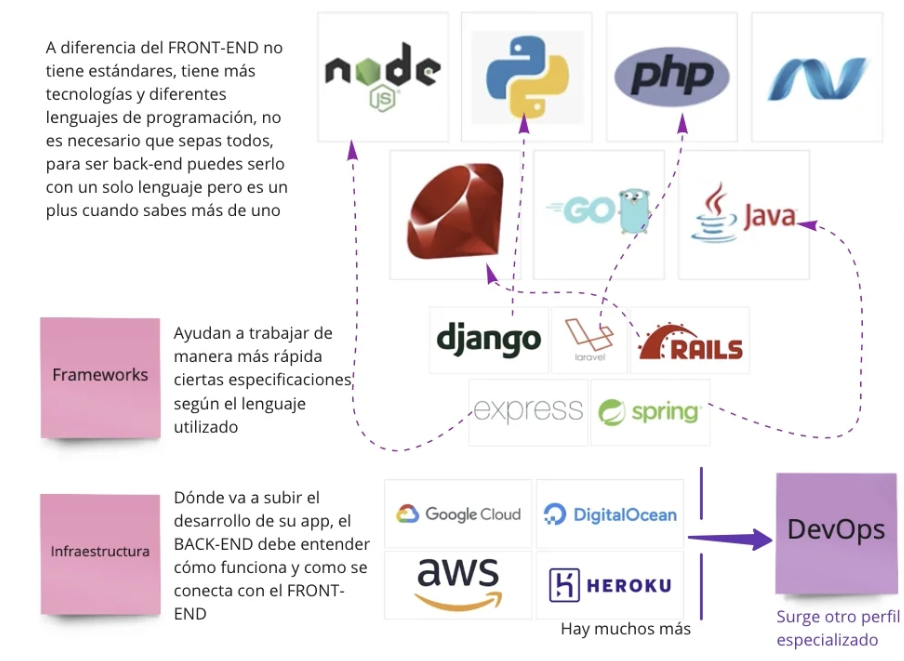 A diferencia del FRONT-END no
tiene estándares, tiene más
tecnologías y diferentes
lenguajes de programación, no
es necesario que sepas todos,
para ser back-end puedes serlo
con un solo lenguaje pero es un
plus cuando sabes más de uno
node
JS
php
GO
Java
django
laravel
RAILS
express
spring
Frameworks
Ayudan a trabajar de
manera más rápida
ciertas especificaciones
según el lenguaje
utilizado
Infraestructura
Dónde va a subir el
desarrollo de su app, el
BACK-END debe entender
cómo funciona y como se
conecta con el FRONT-
END
Google Cloud
DigitalOcean
aws
HEROKU
Hay muchos más
DevOps
Surge otro perfil
especializado